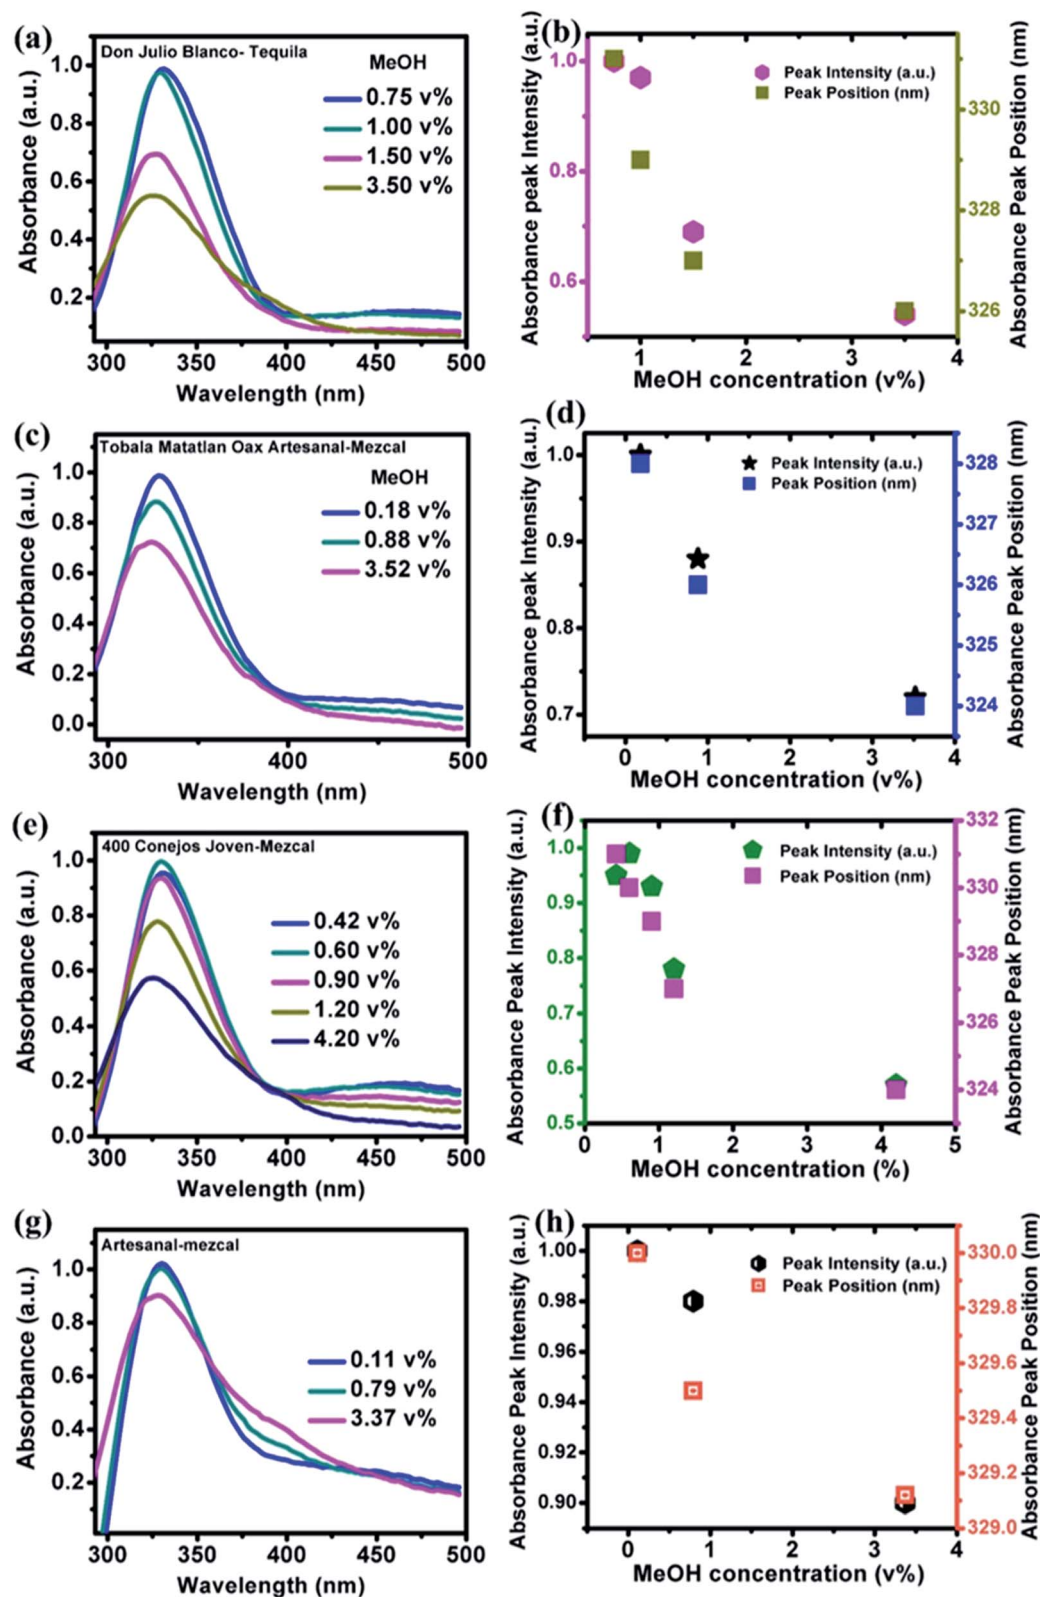 (a)
Don Julio Blanco- Tequila
MeOH
0.75 v%
1.00 v%
1.50 v%
3.50 v%
1.0
0.8
0.6
0.4
0.2
300 350 400 450 500
Wavelength (nm)
Absorbance (a.u.)
(b)
Peak Intensity (a.u.)
Peak Position (nm)
1.0
0.8
0.6
330
328
326
1 2 3 4
MeOH concentration (v%)
Absorbance peak Intensity (a.u.)
Absorbance Peak Position (nm)
(c)
Tobala Matatlan Oax Artesanal-Mezcal
MeOH
0.18 v%
0.88 v%
3.52 v%
1.0
0.8
0.6
0.4
0.2
0.0
300 400 500
Wavelength (nm)
Absorbance (a.u.)
(d)
Peak Intensity (a.u.)
Peak Position (nm)
1.0
0.9
0.8
0.7
328
327
326
325
324
0 1 2 3 4
MeOH concentration (v%)
Absorbance peak Intensity (a.u.)
Absorbance Peak Position (nm)
(e)
400 Conejos Joven-Mezcal
0.42 v%
0.60 v%
0.90 v%
1.20 v%
4.20 v%
1.0
0.8
0.6
0.4
0.2
0.0
300 350 400 450 500
Wavelength (nm)
Absorbance (a.u.)
(f)
Peak Intensity (a.u.)
Peak Position (nm)
1.0
0.9
0.8
0.7
0.6
0.5
332
330
328
326
324
0 1 2 3 4 5
MeOH concentration (%)
Absorbance Peak Intensity (a.u.)
Absorbance Peak Position (nm)
(g)
Artesanal-mezcal
0.11 v%
0.79 v%
3.37 v%
1.0
0.8
0.6
0.4
0.2
300 350 400 450 500
Wavelength (nm)
Absorbance (a.u.)
(h)
Peak Intensity (a.u.)
Peak Position (nm)
1.00
0.98
0.96
0.94
0.92
0.90
330.0
329.8
329.6
329.4
329.2
329.0
0 1 2 3 4
MeOH concentration (v%)
Absorbance Peak Intensity (a.u.)
Absorbance Peak Position (nm)